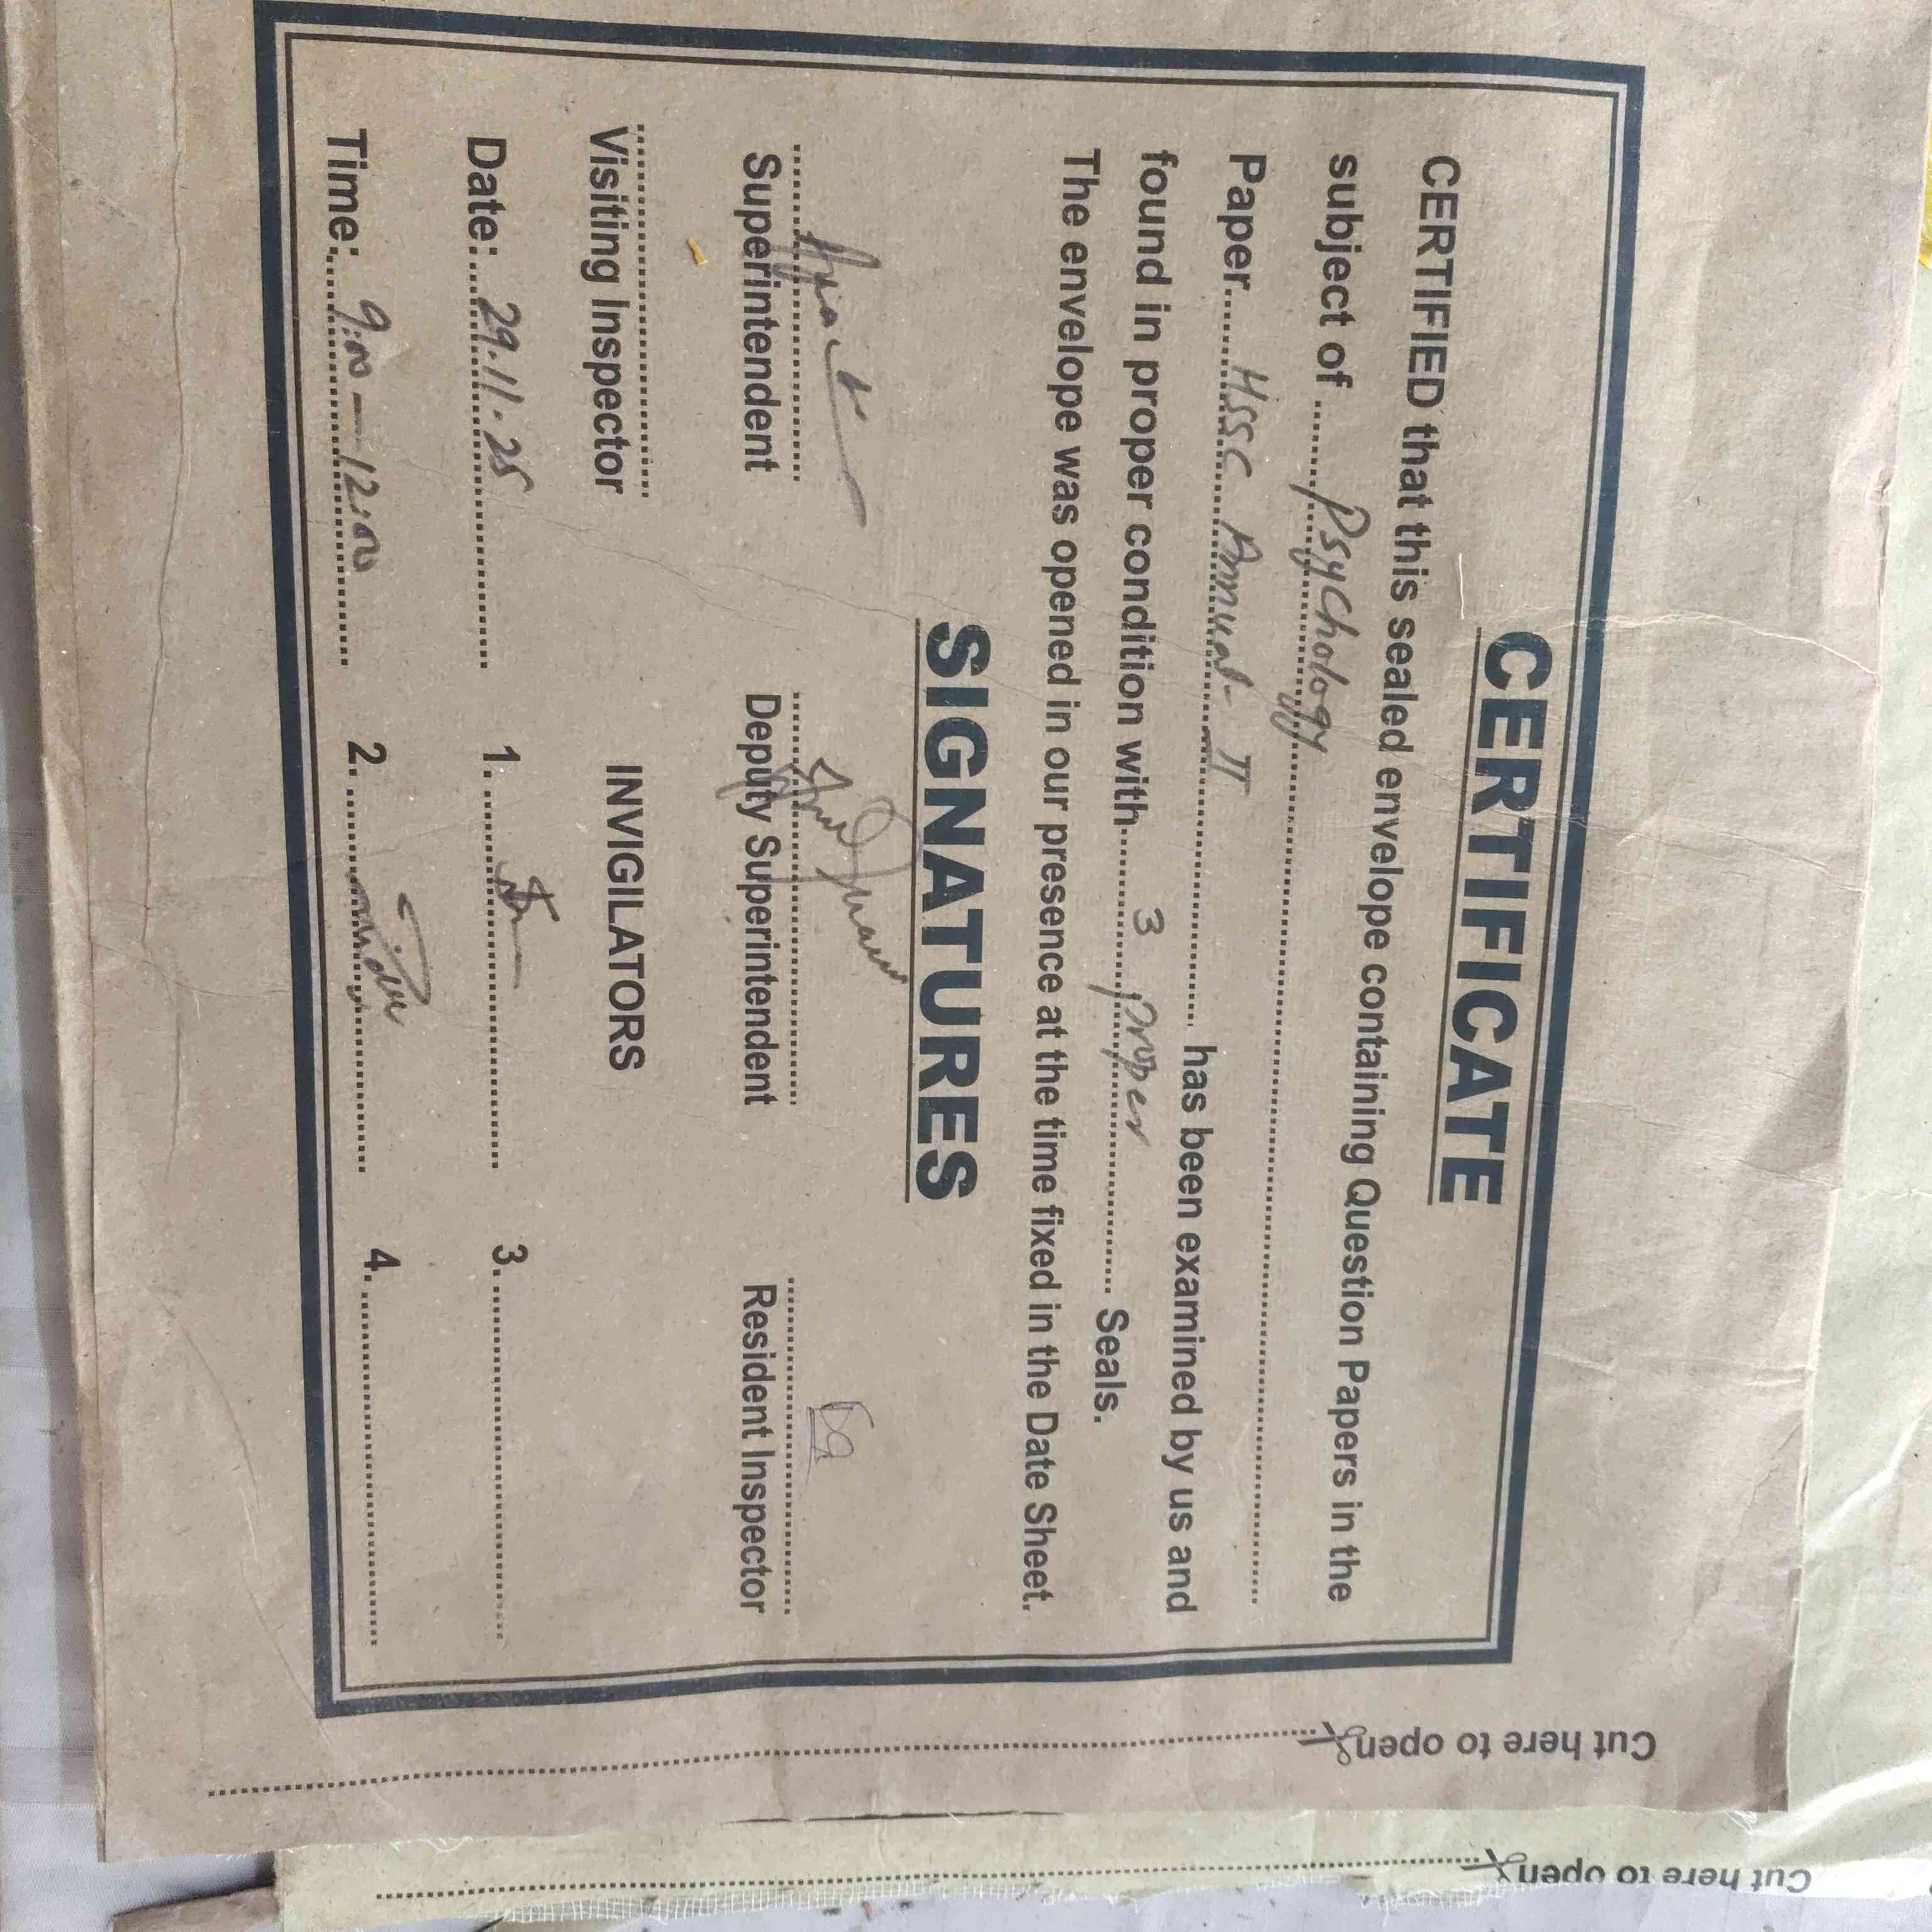 CERTIFICATE
CERTIFIED that this sealed envelope containing Question Papers in the
subject of ........Psychology........
Paper......HSSC Annual-II........ has been examined by us and
found in proper condition with........3 proper........ Seals.
The envelope was opened in our presence at the time fixed in the Date Sheet.
SIGNATURES
Superintendent Deputy Superintendent Resident Inspector
Visiting Inspector INVIGILATORS
Date:....29.11.25........ 1................ 3................
Time:....9:00 — 12:00........ 2................ 4................
Cut here to open
Cut here to open